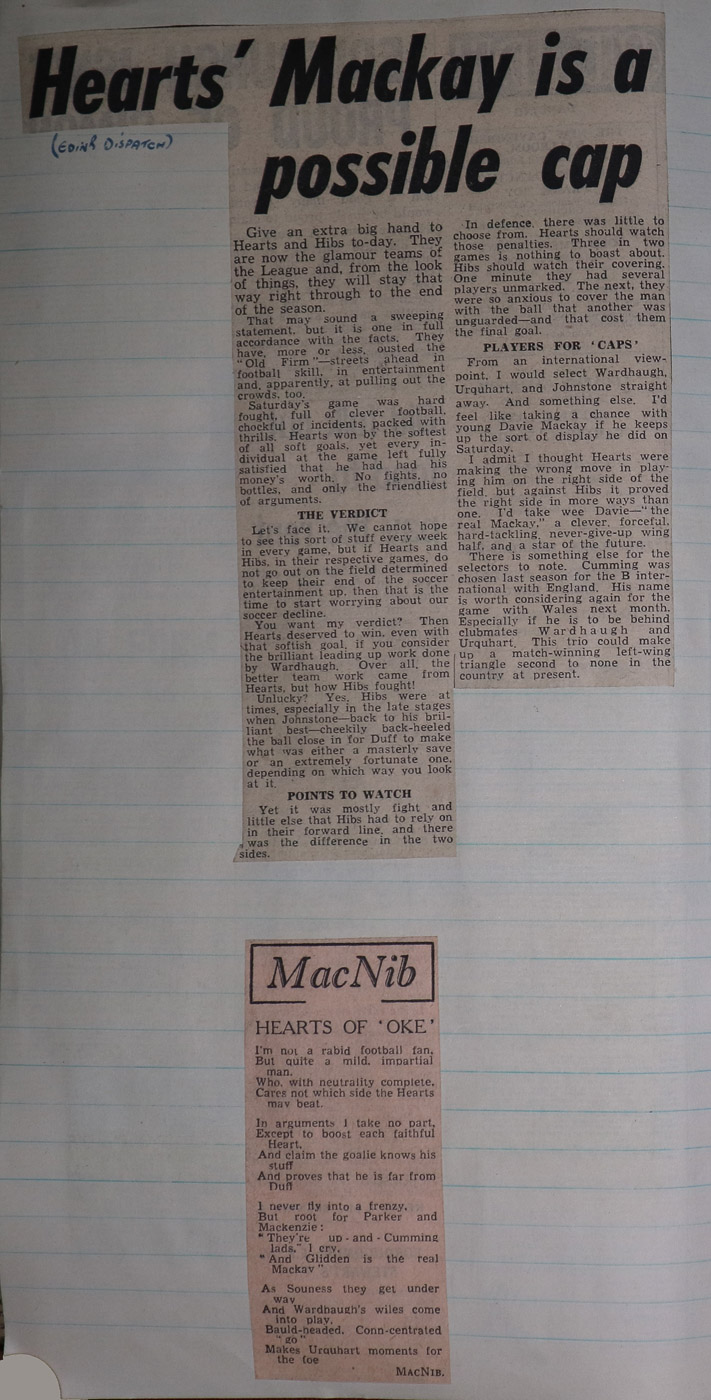 Hearts' Mackay is a
possible cap
(EDINR DISPATCH)
Give an extra big hand to
Hearts and Hibs to-day. They
are now the glamour teams of
the League and, from the look
of things, they will stay that
way right through to the end
of the season.
That may sound a sweeping
statement, but it is one in full
accordance with the facts. They
have, more or less, ousted the
"Old Firm"—streets ahead in
football skill, in entertainment
and, apparently, at pulling out the
crowds, too.
Saturday's game was hard
fought, full of clever football,
chockful of incidents, packed with
thrills. Hearts won by the softest
of all soft goals, yet every in-
dividual at the game left fully
satisfied that he had had his
money's worth. No fights, no
bottles, and only the friendliest
of arguments.
THE VERDICT
Let's face it. We cannot hope
to see this sort of stuff every week
in every game, but if Hearts and
Hibs, in their respective games, do
not go out on the field determined
to keep their end of the soccer
entertainment up, then that is the
time to start worrying about our
soccer decline.
You want my verdict? Then
Hearts deserved to win, even with
that softish goal, if you consider
the brilliant leading up work done
by Wardhaugh. Over all, the
better team work came from
Hearts, but how Hibs fought!
Unlucky? Yes, Hibs were at
times, especially in the late stages
when Johnstone—back to his bril-
liant best—cheekily back-heeled
the ball close in for Duff to make
what was either a masterly save
or an extremely fortunate one,
depending on which way you look
at it.
POINTS TO WATCH
Yet it was mostly fight and
little else that Hibs had to rely on
in their forward line, and there
was the difference in the two
sides.
In defence, there was little to
choose from. Hearts should watch
those penalties. Three in two
games is nothing to boast about.
Hibs should watch their covering.
One minute they had several
players unmarked. The next, they
were so anxious to cover the man
with the ball that another was
unguarded—and that cost them
the final goal.
PLAYERS FOR 'CAPS'
From an international view-
point, I would select Wardhaugh,
Urquhart, and Johnstone straight
away. And something else. I'd
feel like taking a chance with
young Davie Mackay if he keeps
up the sort of display he did on
Saturday.
I admit I thought Hearts were
making the wrong move in play-
ing him on the right side of the
field, but against Hibs it proved
the right side in more ways than
one. I'd take wee Davie—"the
real Mackay," a clever, forceful,
hard-tackling, never-give-up wing
half, and a star of the future.
There is something else for the
selectors to note. Cumming was
chosen last season for the B inter-
national with England. His name
is worth considering again for the
game with Wales next month.
Especially if he is to be behind
clubmates Wardhaugh and
Urquhart. This trio could make
up a match-winning left-wing
triangle second to none in the
country at present.
MacNib
HEARTS OF 'OKE'
I'm not a rabid football fan,
But quite a mild, impartial
man.
Who, with neutrality complete,
Cares not which side the Hearts
may beat.
In arguments I take no part,
Except to boost each faithful
Heart,
And claim the goalie knows his
stuff
And proves that he is far from
Duff
I never fly into a frenzy,
But root for Parker and
Mackenzie:
"They're up-and-Cumming
lads," I cry,
"And Glidden is the real
Mackay"
As Souness they get under
way
And Wardhaugh's wiles come
into play,
Bauld-headed, Conn-centrated
"go"
Makes Urquhart moments for
the foe
MACNIB.